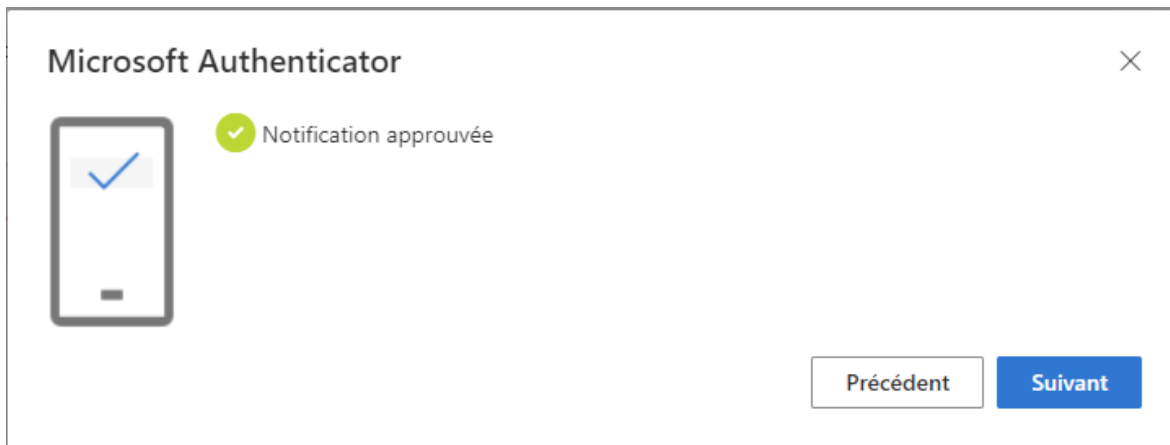 Microsoft Authenticator
Notification approuvée
Précédent
Suivant